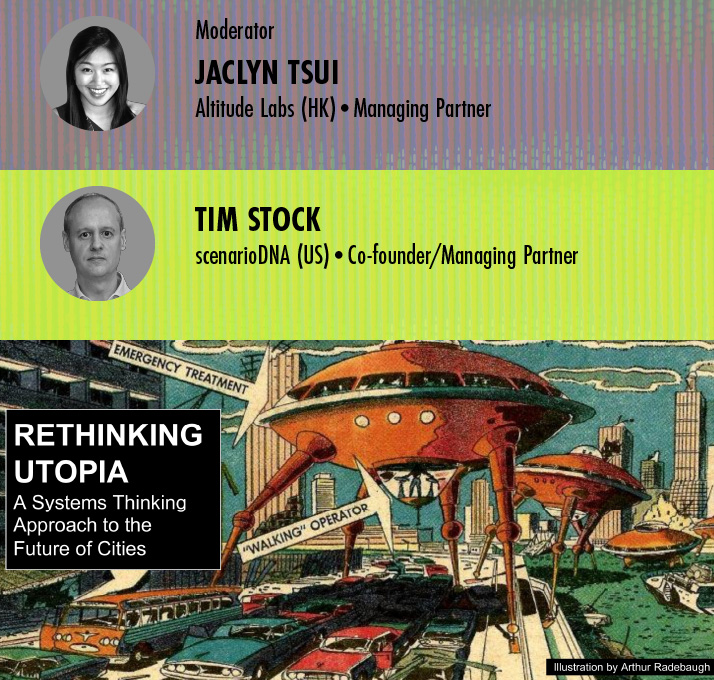 Moderator
JACLYN TSUI
Altitude Labs (HK) • Managing Partner
TIM STOCK
scenarioDNA (US) • Co-founder/Managing Partner
EMERGENCY TREATMENT
RETHINKING
UTOPIA
A Systems Thinking
Approach to the
Future of Cities
"WALKING" OPERATOR
Illustration by Arthur Radebaugh